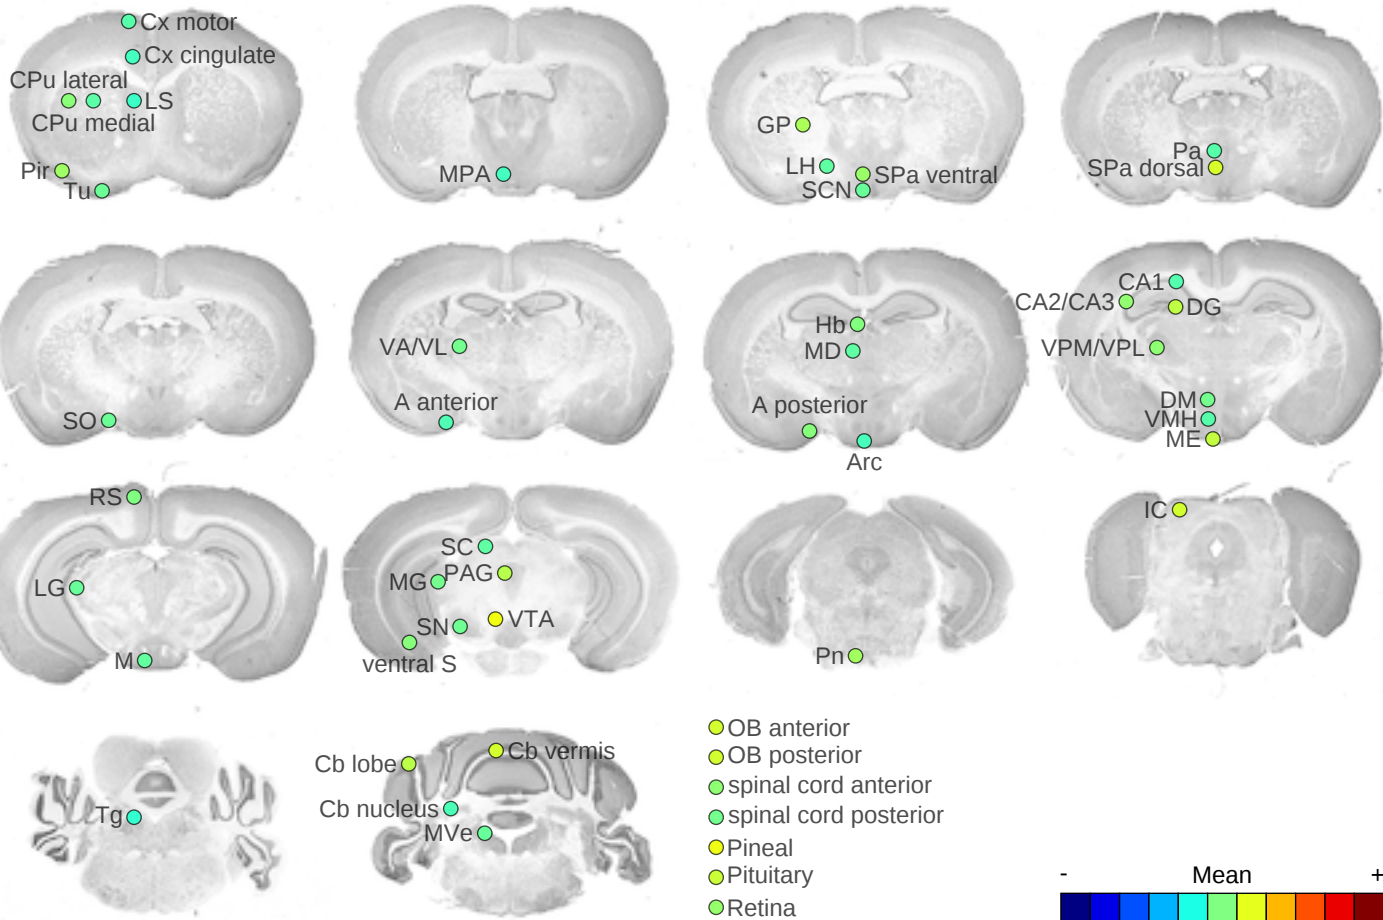 Cx motor
Cx cingulate
CPu lateral
LS
CPu medial
Pir
Tu
MPA
GP
LH
SPa ventral
SCN
Pa
SPa dorsal
SO
VA/VL
A anterior
Hb
MD
A posterior
Arc
CA1
CA2/CA3
DG
VPM/VPL
DM
VMH
ME
RS
LG
M
SC
PAG
MG
VTA
SN
ventral S
Pn
IC
Tg
Cb vermis
Cb lobe
Cb nucleus
MVe
OB anterior
OB posterior
spinal cord anterior
spinal cord posterior
Pineal
Pituitary
Retina
- Mean +